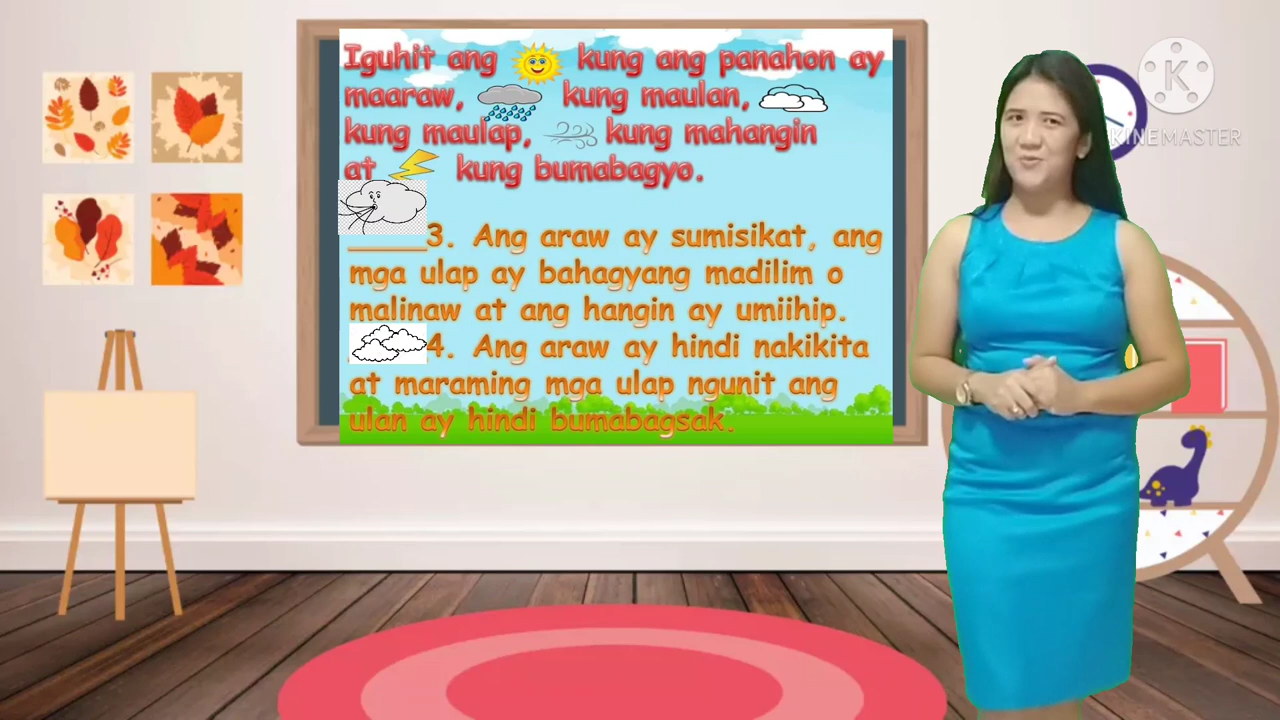 Iguhit ang kung ang panahon ay
maaraw, kung maulan,
kung maulap, kung mahangin
at kung bumabagyo.
_____3. Ang araw ay sumisikat, ang
mga ulap ay bahagyang madilim o
malinaw at ang hangin ay umiihip.
4. Ang araw ay hindi nakikita
at maraming mga ulap ngunit ang
ulan ay hindi bumabagsak.
K
KINEMASTER